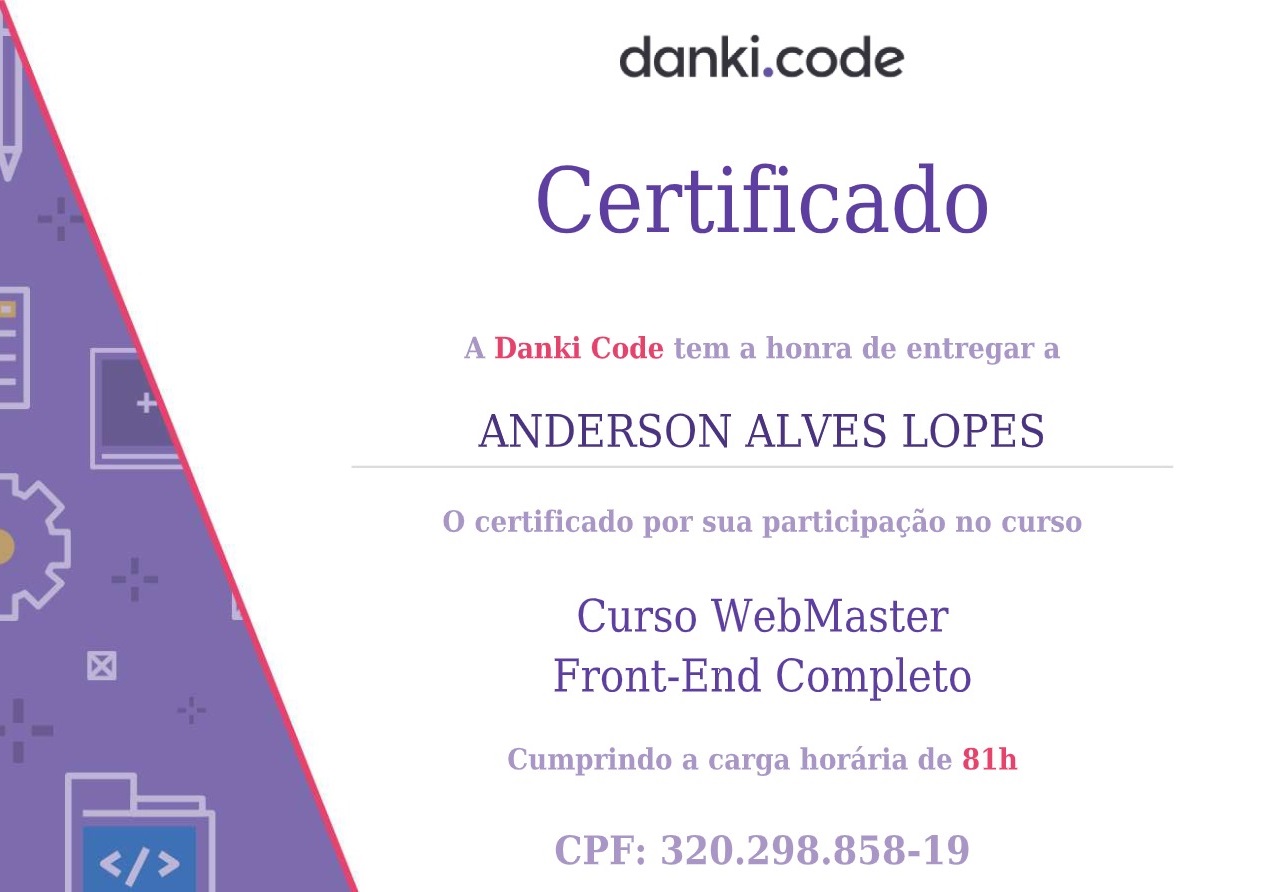 danki.code
Certificado
A Danki Code tem a honra de entregar a
ANDERSON ALVES LOPES
O certificado por sua participação no curso
Curso WebMaster
Front-End Completo
Cumprindo a carga horária de 81h
CPF: 320.298.858-19